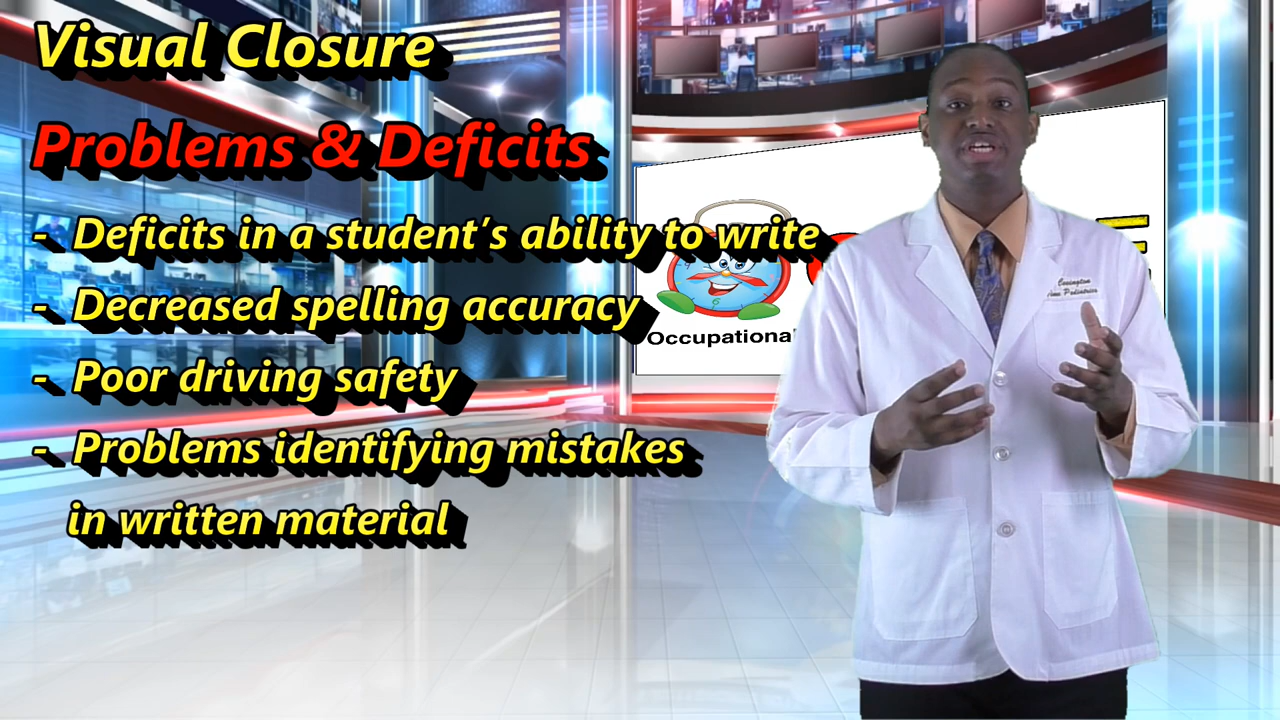 Visual Closure
Problems & Deficits
- Deficits in a student's ability to write
- Decreased spelling accuracy
- Poor driving safety
- Problems identifying mistakes
in written material
Occupational
Covington